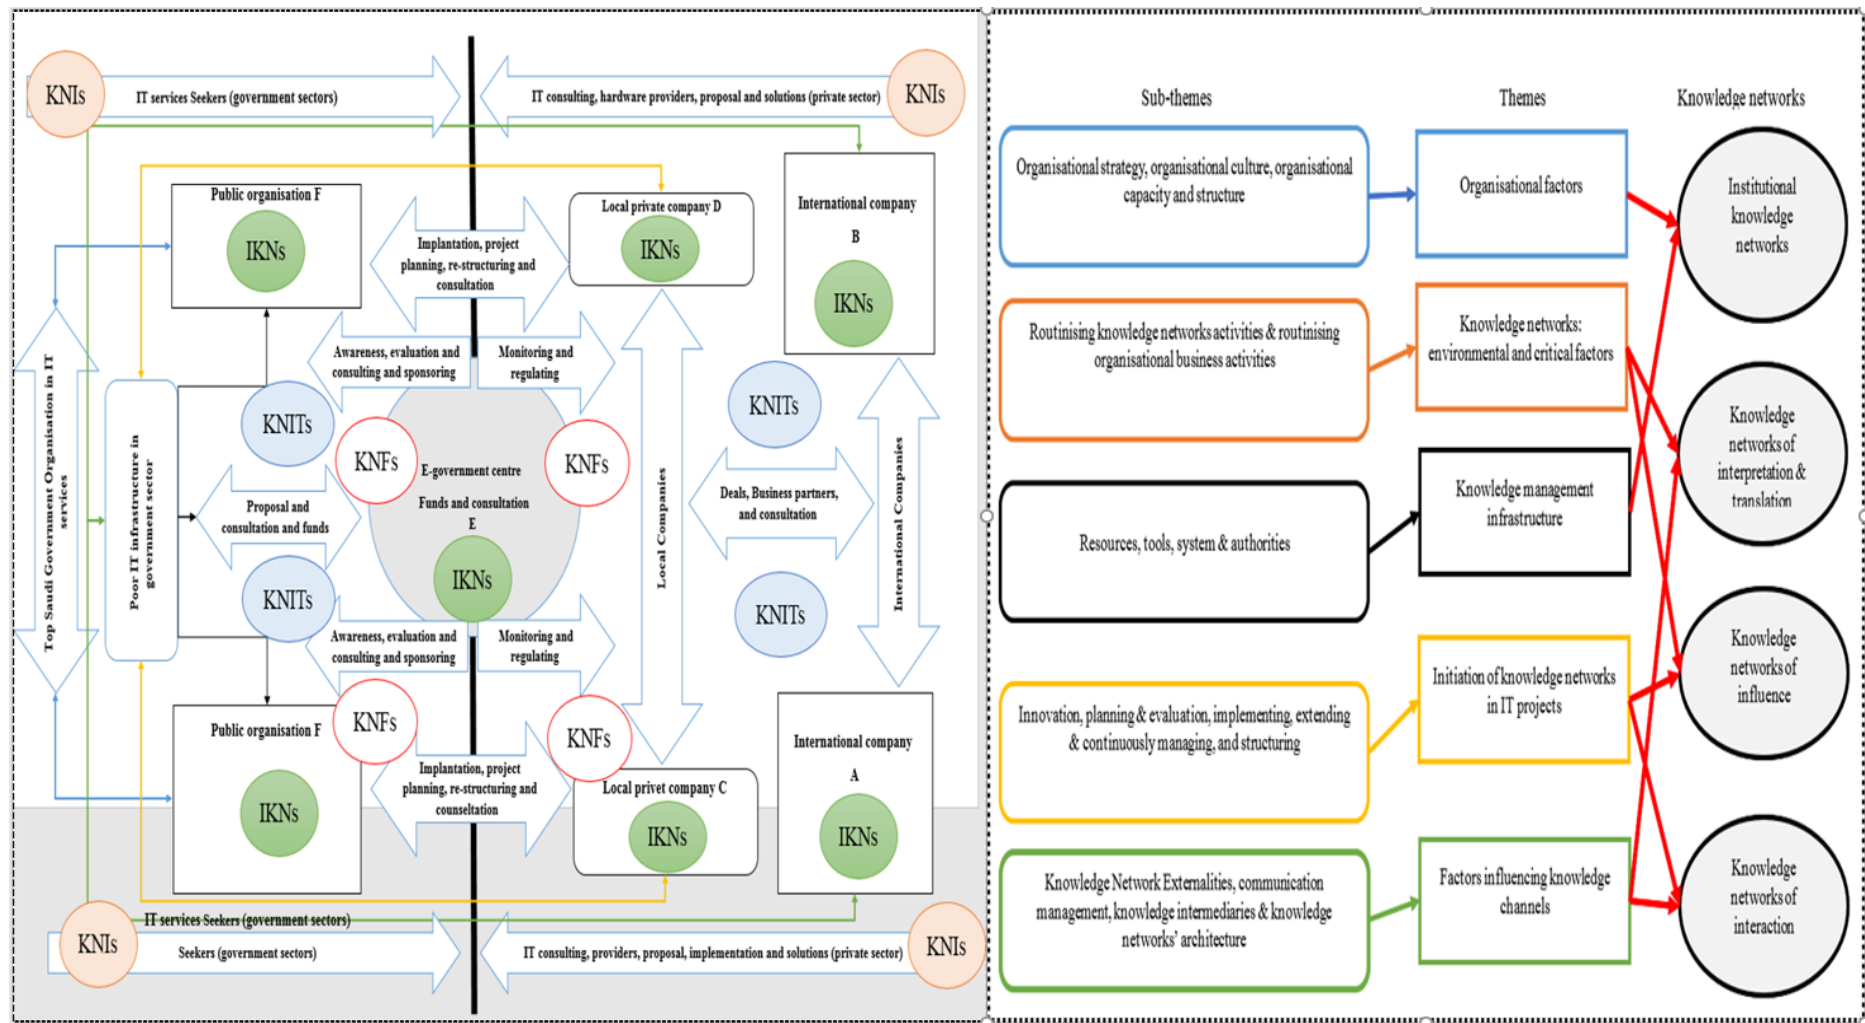 KNIs
IT services Seekers (government sectors)
IT consulting, hardware providers, proposal and solutions (private sector)
KNIs
Public organisation F
IKNs
Implantation, project
planning, re-structuring and
consultation
Local private company D
IKNs
International company
B
IKNs
Awareness, evaluation and
consulting and sponsoring
Monitoring and
regulating
Top Saudi Government Organisation in IT
services
Poor IT infrastructure in
government sector
KNITs
KNFs
KNFs
KNITs
E-government centre
Funds and consultation
E
IKNs
Proposal and
consultation and funds
Local Companies
Deals, Business partners,
and consultation
International Companies
KNITs
KNITs
Awareness, evaluation and
consulting and sponsoring
Monitoring and
regulating
KNFs
KNFs
Public organisation F
IKNs
Implantation, project
planning, re-structuring and
counseltation
Local privet company C
IKNs
International company
A
IKNs
IT services Seekers (government sectors)
KNIs
Seekers (government sectors)
IT consulting, providers, proposal, implementation and solutions (private sector)
KNIs
Sub-themes
Themes
Knowledge networks
Organisational strategy, organisational culture, organisational
capacity and structure
Organisational factors
Institutional
knowledge
networks
Routinising knowledge networks activities & routinising
organisational business activities
Knowledge networks:
environmental and critical factors
Knowledge
networks of
interpretation &
translation
Resources, tools, system & authorities
Knowledge management
infrastructure
Innovation, planning & evaluation, implementing, extending
& continuously managing, and structuring
Initiation of knowledge networks
in IT projects
Knowledge
networks of
influence
Knowledge Network Externalities, communication
management, knowledge intermediaries & knowledge
networks' architecture
Factors influencing knowledge
channels
Knowledge
networks of
interaction